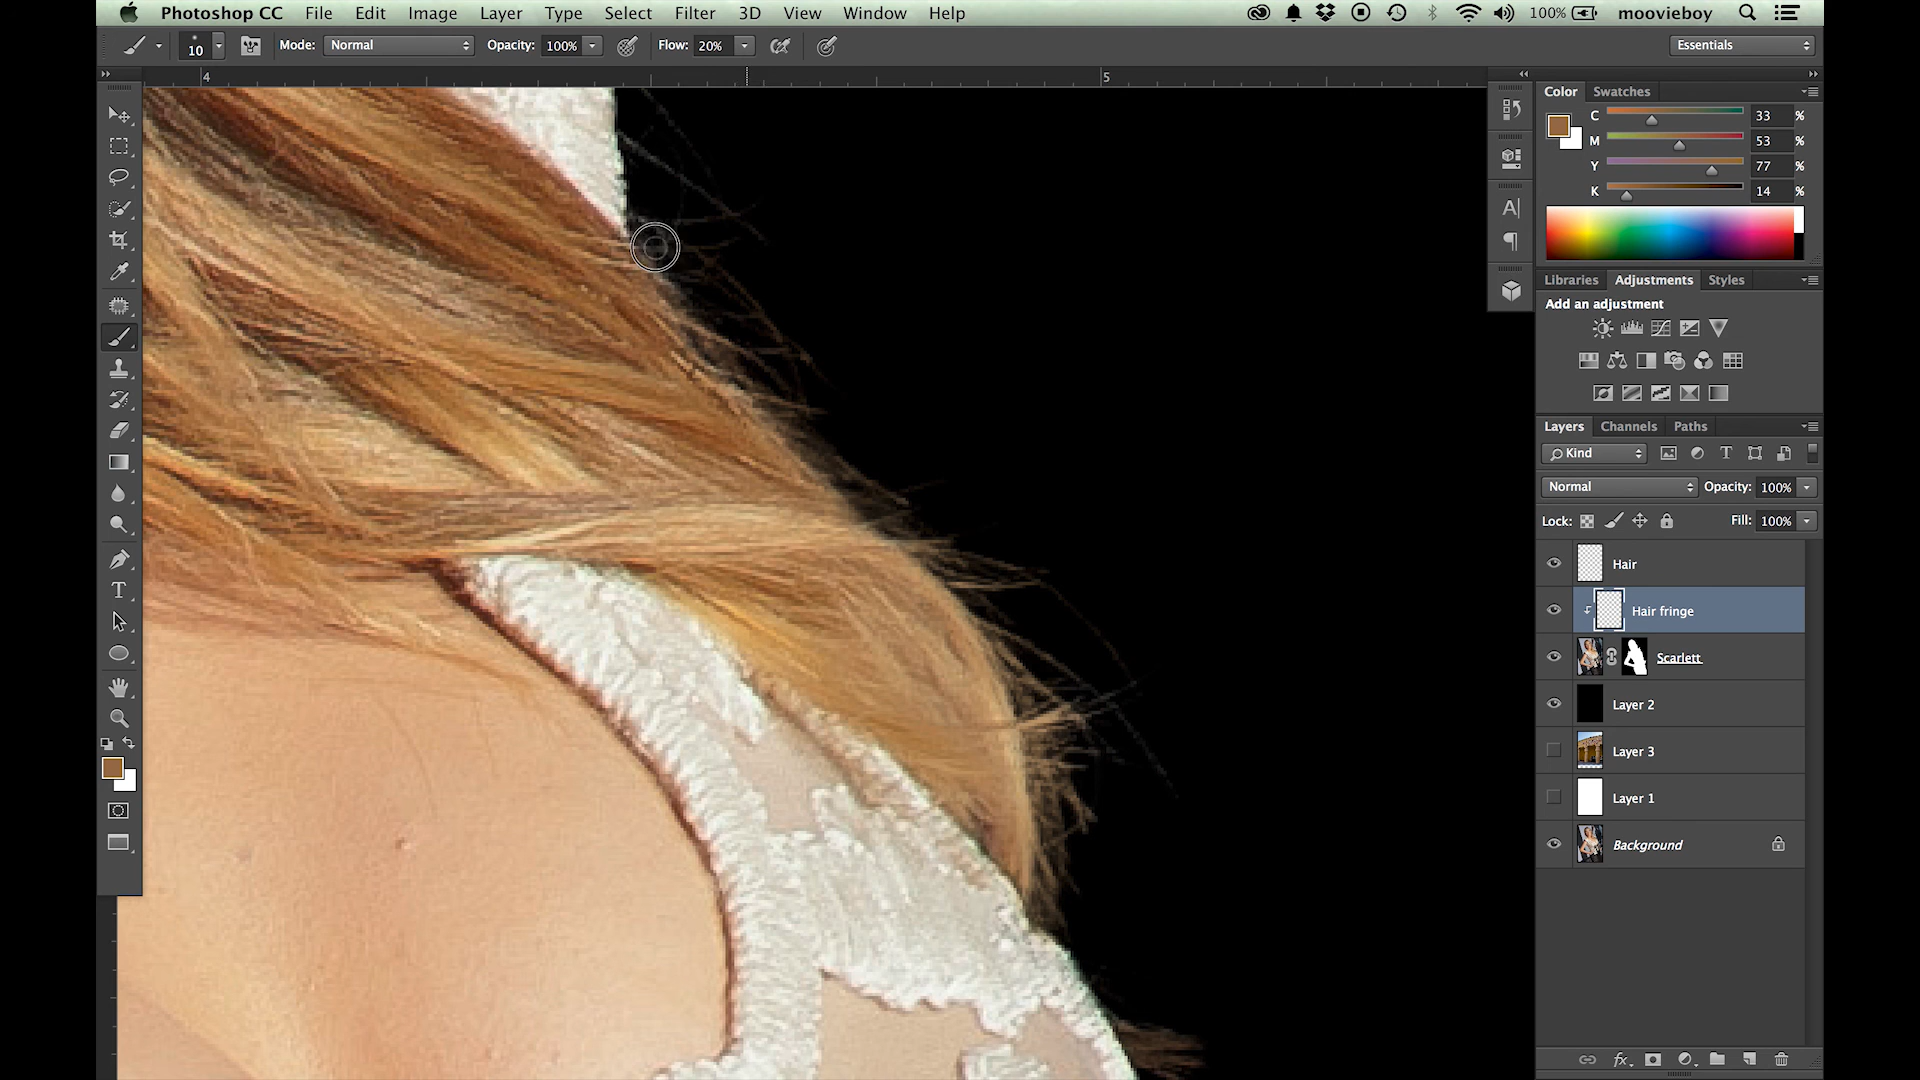 Photoshop CC File Edit Image Layer Type Select Filter 3D View Window Help 100% moovieboy
10 Mode: Normal Opacity: 100% Flow: 20% Essentials
4 5
Color Swatches
C 33 %
M 53 %
Y 77 %
K 14 %
Libraries Adjustments Styles
Add an adjustment
Layers Channels Paths
Kind T
Normal Opacity: 100%
Lock: Fill: 100%
Hair
Hair fringe
Scarlett
Layer 2
Layer 3
Layer 1
Background
fx
A
T